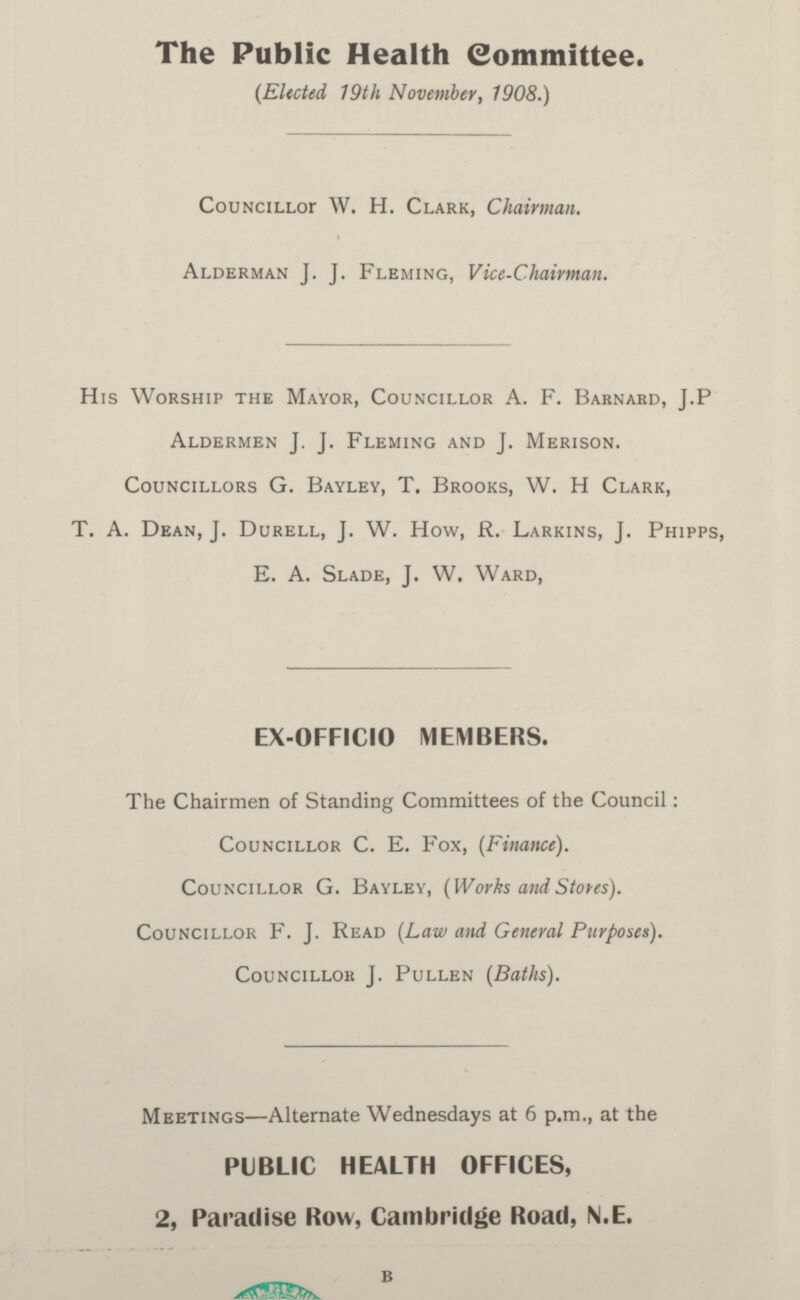 The Public Health Committee.
(Elected 19th November, 1908.)
Councillor W. H. Clark, Chairman.
Alderman J. J. Fleming, Vice-Chairman.
His Worship the Mayor, Councillor A. F. Barnard, J.P
Aldermen J. J. Fleming and J. Merison.
Councillors G. Bayley, T. Brooks, W. H Clark,
T. A. Dean, J. Durell, J. W. How, R. Larkins, J. Phipps,
E. A. Slade, J. W. Ward,
EX-OFFICIO MEMBERS.
The Chairmen of Standing Committees of the Council:
Councillor C. E. Fox, (Finance).
Councillor G. Bayley, (Works and Stores).
Councillor F. J. Read (Law and General Purposes).
Councillor J. Pullen (Baths).
Meetings—Alternate Wednesdays at 6 p.m., at the
PUBLIC HEALTH OFFICES,
2, Paradise Row, Cambridge Road, N.E.
B